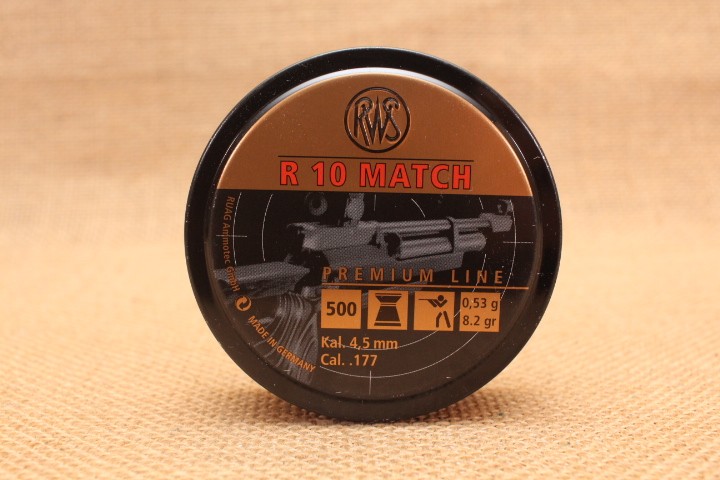 RWS
R 10 MATCH
PREMIUM LINE
500
0,53 g
8.2 gr
Kal. 4,5 mm
Cal. .177
RUAG Ammotec GmbH
MADE IN GERMANY